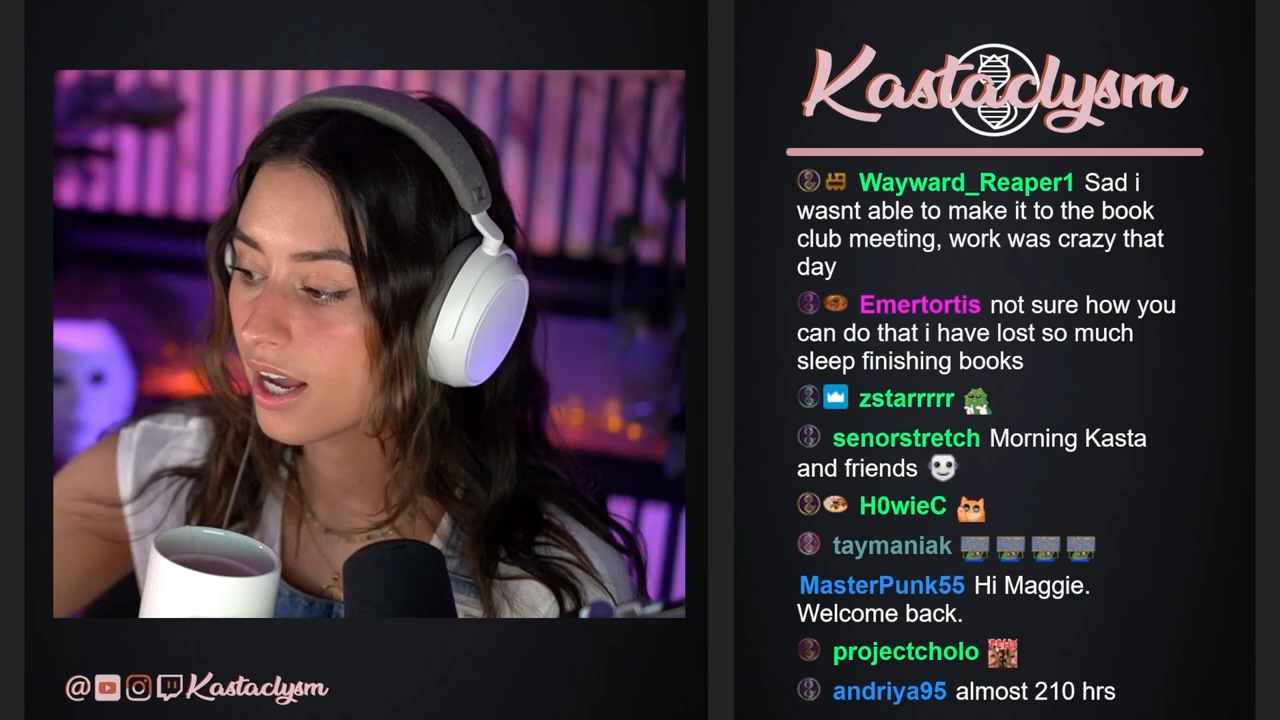 Kastaclysm
Wayward_Reaper1 Sad i
wasnt able to make it to the book
club meeting, work was crazy that
day
Emertortis not sure how you
can do that i have lost so much
sleep finishing books
zstarrrrr
senorstretch Morning Kasta
and friends
H0wieC
taymaniak
MasterPunk55 Hi Maggie.
Welcome back.
projectcholo
andriya95 almost 210 hrs
@ Kastaclysm